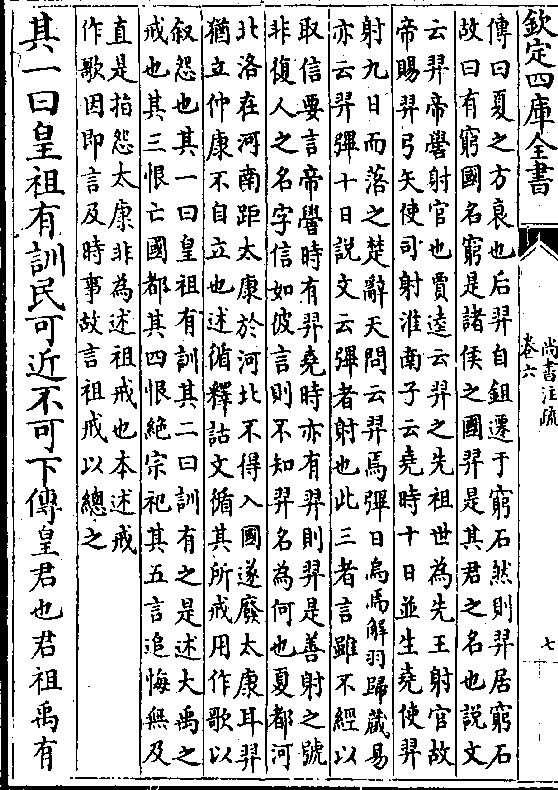 欽定四庫全書
尚書注疏
卷六
七
傳曰夏之方衰也后羿自鉏遷于窮石然則羿居窮石
故曰有窮國名窮是諸侯之國羿是其君之名也説文
云羿帝嚳射官也賈逵云羿之先祖世為先王射官故
帝賜羿弓矢使司射淮南子云堯時十日並生堯使羿
射九日而落之楚辭天問云羿焉彈日烏焉解羽歸藏易
亦云羿彈十日説文云彈者射也此三者言雖不經以
取信要言帝嚳時有羿堯時亦有羿則羿是善射之號
非復人之名字信如彼言則不知羿名為何也夏都河
北洛在河南距太康於河北不得入國遂廢太康耳羿
猶立仲康不自立也述循釋詁文循其所戒用作歌以
叙怨也其一曰皇祖有訓其二曰訓有之是述大禹之
戒也其三恨亡國都其四恨絶宗祀其五言追悔無及
直是指怨太康非為述祖戒也本述戒
作歌因即言及時事故言祖戒以總之
其一曰皇祖有訓民可近不可下傳皇君也君祖禹有